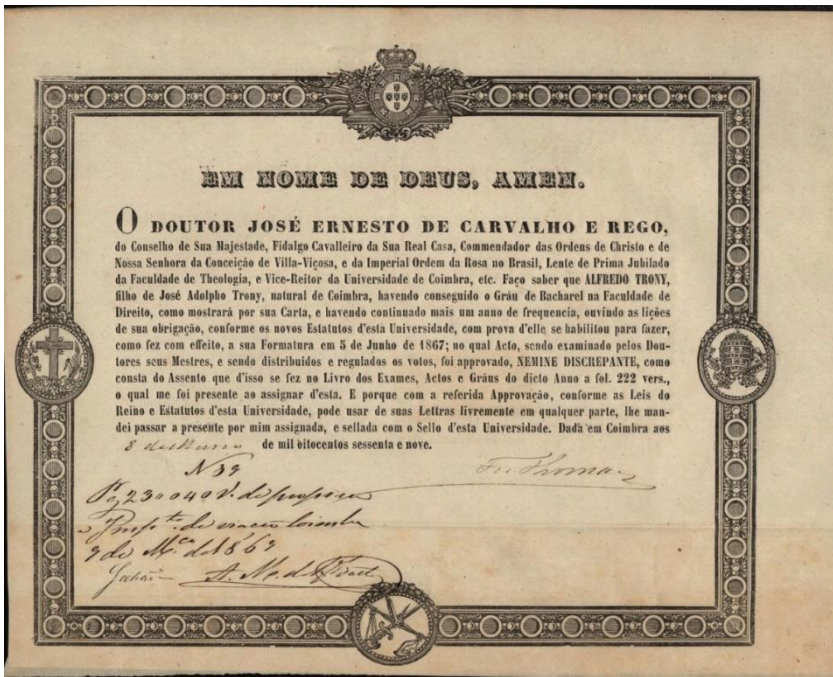 EM NOME DE DEUS, AMEN.
O DOUTOR JOSÉ ERNESTO DE CARVALHO E REGO,
do Conselho de Sua Majestade, Fidalgo Cavalleiro da Sua Real Casa, Commendador das Ordens de Christo e de
Nossa Senhora da Conceição de Villa-Viçosa, e da Imperial Ordem da Rosa no Brasil, Lente de Prima Jubilado
da Faculdade de Theologia, e Vice-Reitor da Universidade de Coimbra, etc. Faço saber que ALFREDO TRONY,
filho de José Adolpho Trony, natural de Coimbra, havendo conseguido o Gráu de Bacharel na Faculdade de
Direito, como mostrará por sua Carta, e havendo continuado mais um anno de frequencia, ouvindo as lições
de sua obrigação, conforme os novos Estatutos d'esta Universidade, com prova d'elle se habilitou para fazer,
como fez com effeito, a sua Formatura em 5 de Junho de 1867; no qual Acto, sendo examinado pelos Dou-
tores seus Mestres, e sendo distribuidos e regulados os votos, foi approvado, NEMINE DISCREPANTE, como
consta do Assento que d'isso se fez no Livro dos Exames, Actos e Gráus do dicto Anno a fol. 222 vers.,
o qual me foi presente ao assignar d'esta. E porque com a referida Approvação, conforme as Leis do
Reino e Estatutos d'esta Universidade, pode usar de suas Lettras livremente em qualquer parte, lhe man-
dei passar a presente por mim assignada, e sellada com o Sello d'esta Universidade. Dada em Coimbra aos
8 de de mil eitocentos sessenta e nove.
N 39
de
9 de de 1869
A. M. de